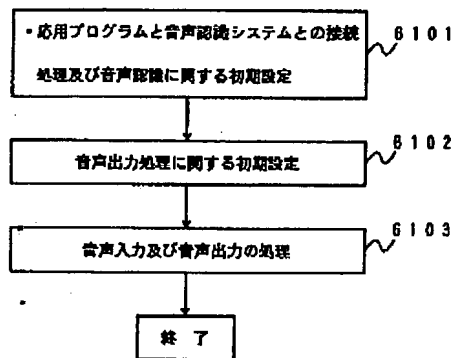 ・応用プログラムと音声認識システムとの接続
処理及び音声認識に関する初期設定
6101
音声出力処理に関する初期設定
6102
音声入力及び音声出力の処理
6103
終 了